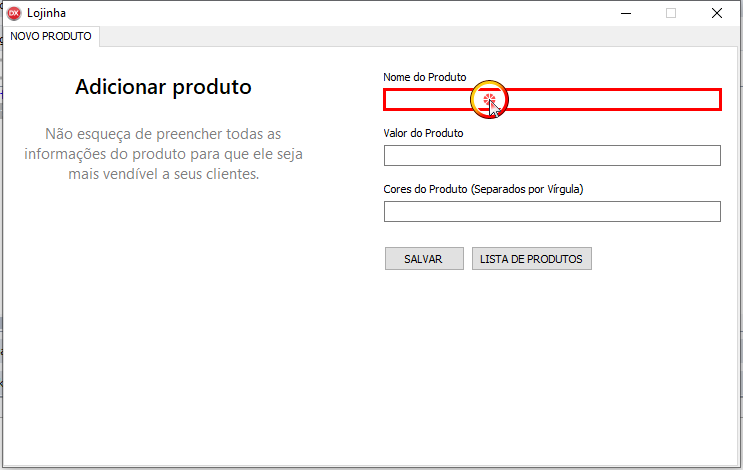 DX Lojinha
NOVO PRODUTO
Adicionar produto
Não esqueça de preencher todas as
informações do produto para que ele seja
mais vendível a seus clientes.
Nome do Produto
Valor do Produto
Cores do Produto (Separados por Vírgula)
SALVAR
LISTA DE PRODUTOS